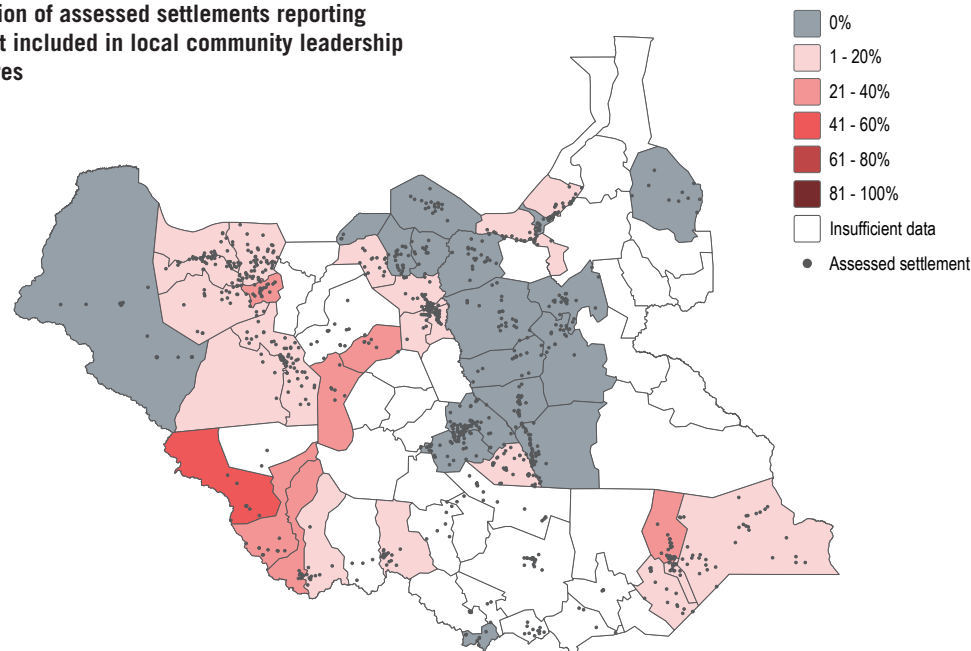 ion of assessed settlements reporting
t included in local community leadership
es
0%
1 - 20%
21 - 40%
41 - 60%
61 - 80%
81 - 100%
Insufficient data
Assessed settlement